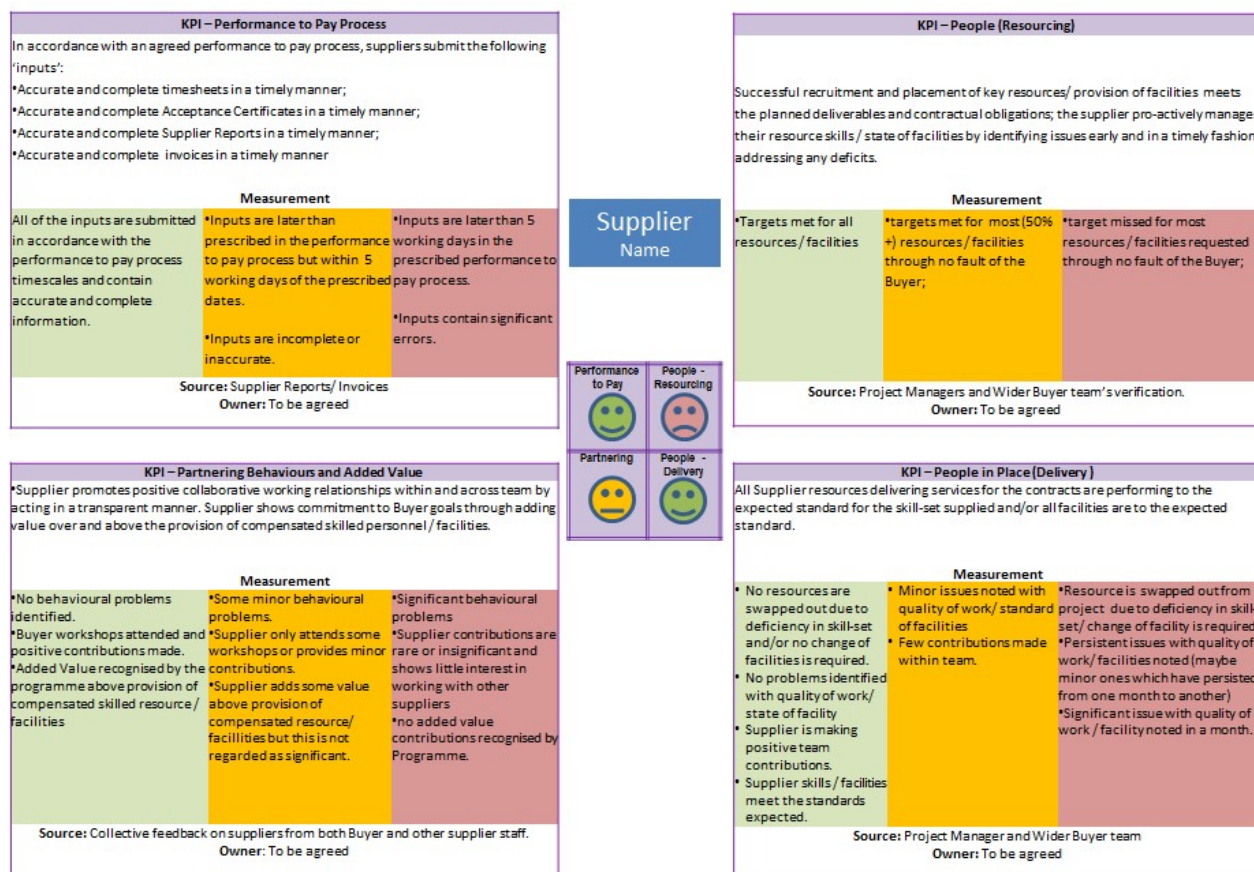 KPI – Performance to Pay Process
In accordance with an agreed performance to pay process, suppliers submit the following
'inputs':
•Accurate and complete timesheets in a timely manner;
•Accurate and complete Acceptance Certificates in a timely manner;
•Accurate and complete Supplier Reports in a timely manner;
•Accurate and complete invoices in a timely manner
Measurement
All of the inputs are submitted
in accordance with the
performance to pay process
timescales and contain
accurate and complete
information.
•Inputs are later than
prescribed in the performance
to pay process but within 5
working days of the prescribed
dates.
•Inputs are incomplete or
inaccurate.
•Inputs are later than 5
working days in the
prescribed performance to
pay process.
•Inputs contain significant
errors.
Source: Supplier Reports/ Invoices
Owner: To be agreed
KPI – People (Resourcing)
Successful recruitment and placement of key resources/ provision of facilities meets
the planned deliverables and contractual obligations; the supplier pro-actively manage
their resource skills / state of facilities by identifying issues early and in a timely fashion
addressing any deficits.
Measurement
•Targets met for all
resources / facilities
•targets met for most (50%
+) resources / facilities
through no fault of the
Buyer;
•target missed for most
resources / facilities requested
through no fault of the Buyer;
Source: Project Managers and Wider Buyer team's verification.
Owner: To be agreed
Supplier
Name
Performance
to Pay
People -
Resourcing
Partnering
People -
Delivery
KPI – Partnering Behaviours and Added Value
•Supplier promotes positive collaborative working relationships within and across team by
acting in a transparent manner. Supplier shows commitment to Buyer goals through adding
value over and above the provision of compensated skilled personnel / facilities.
Measurement
•No behavioural problems
identified.
•Buyer workshops attended and
positive contributions made.
•Added Value recognised by the
programme above provision of
compensated skilled resource /
facilities
•Some minor behavioural
problems.
•Supplier only attends some
workshops or provides minor
contributions.
•Supplier adds some value
above provision of
compensated resource/
facillities but this is not
regarded as significant.
•Significant behavioural
problems
•Supplier contributions are
rare or insignificant and
shows little interest in
working with other
suppliers
•no added value
contributions recognised by
Programme.
Source: Collective feedback on suppliers from both Buyer and other supplier staff.
Owner: To be agreed
KPI – People in Place (Delivery )
All Supplier resources delivering services for the contracts are performing to the
expected standard for the skill-set supplied and/or all facilities are to the expected
standard.
Measurement
• No resources are
swapped out due to
deficiency in skill-set
and/or no change of
facilities is required.
• No problems identified
with quality of work/
state of facility
• Supplier is making
positive team
contributions.
• Supplier skills / facilities
meet the standards
expected.
• Minor issues noted with
quality of work/ standard
of facilities
• Few contributions made
within team.
•Resource is swapped out from
project due to deficiency in skill-
set/ change of facility is required
•Persistent issues with quality of
work/ facilities noted (maybe
minor ones which have persisted
from one month to another)
•Significant issue with quality of
work / facility noted in a month.
Source: Project Manager and Wider Buyer team
Owner: To be agreed